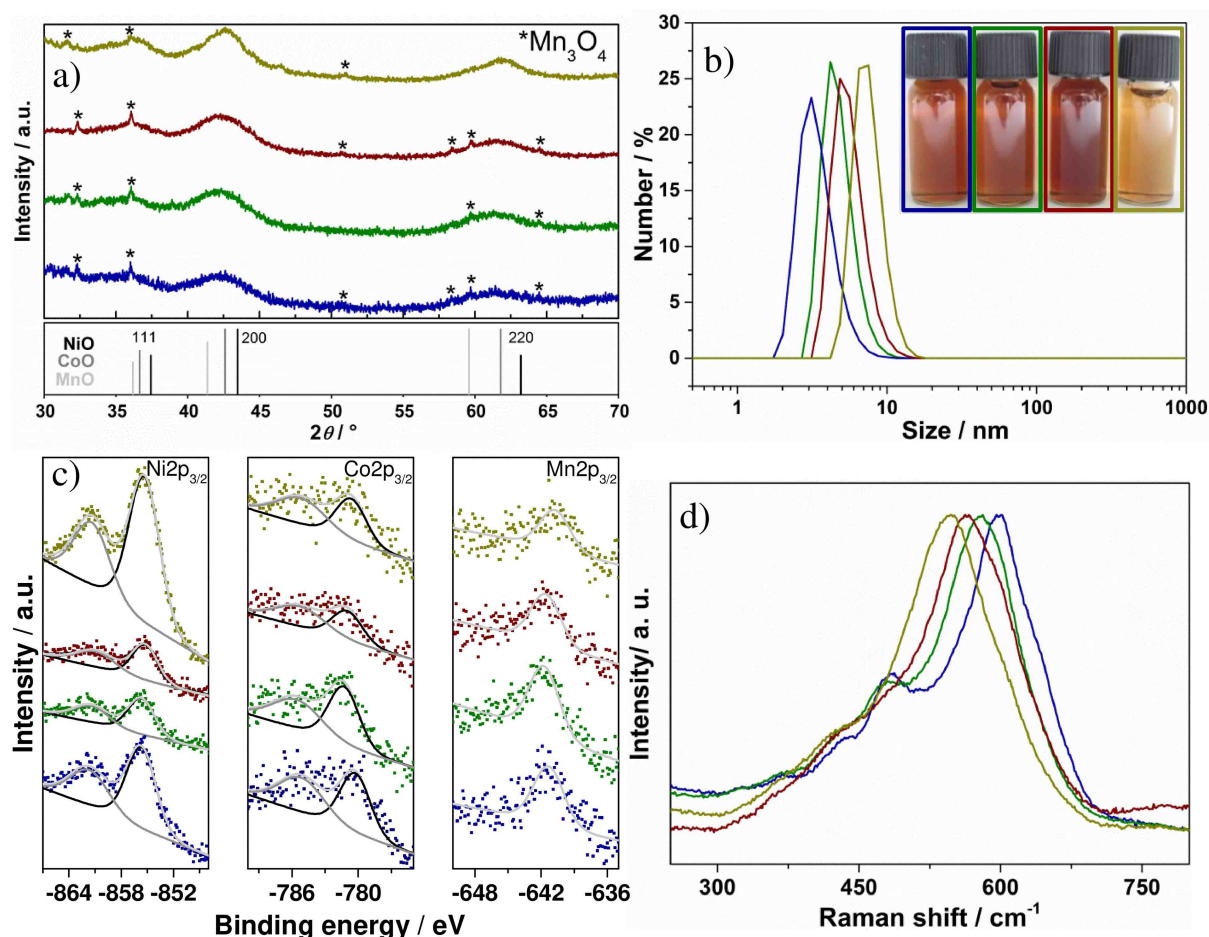 a)
*Mn₃O₄
* * * *
* * * * * *
* * * * *
* * * * * *
Intensity / a.u.
NiO
CoO
MnO
111
200
220
30 35 40 45 50 55 60 65 70
2θ / °
b)
30
25
20
15
10
5
0
Number / %
1 10 100 1000
Size / nm
c)
Ni2p₃/₂
Co2p₃/₂
Mn2p₃/₂
Intensity / a.u.
-864 -858 -852
-786 -780
-648 -642 -636
Binding energy / eV
d)
Intensity/ a. u.
300 450 600 750
Raman shift / cm⁻¹